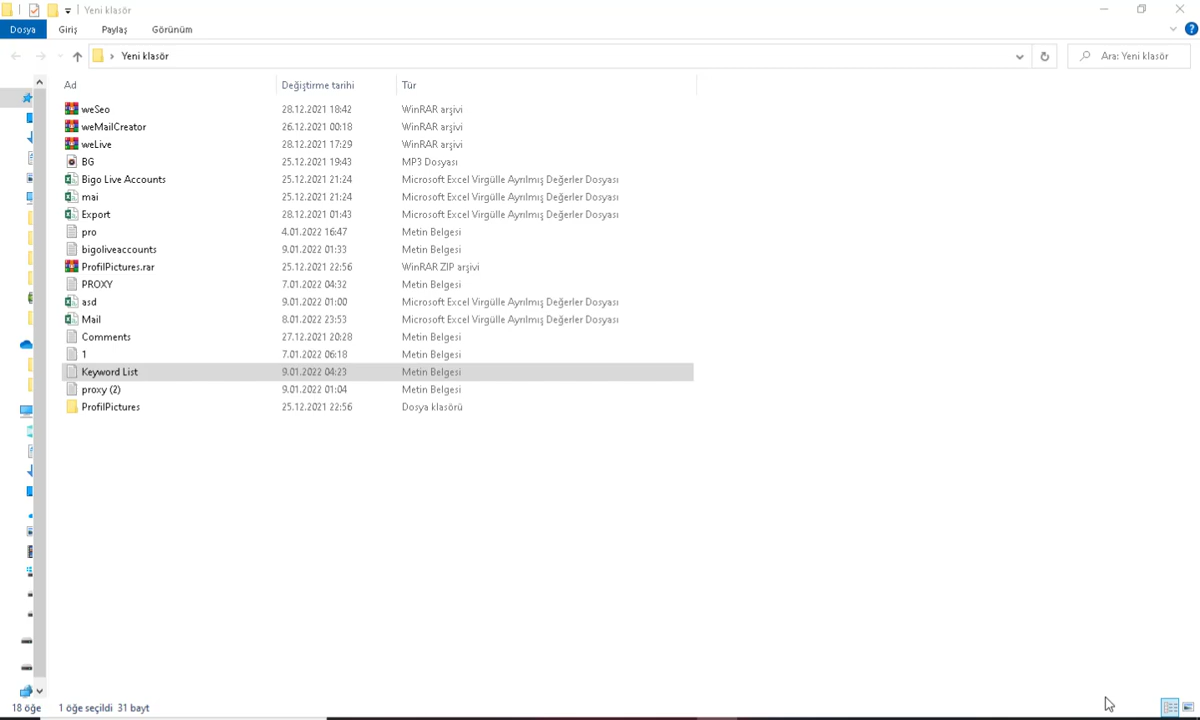 Yeni klasör
Dosya Giriş Paylaş Görünüm
Yeni klasör Ara: Yeni klasör
Ad Değiştirme tarihi Tür
weSeo 28.12.2021 18:42 WinRAR arşivi
weMailCreator 26.12.2021 00:18 WinRAR arşivi
weLive 28.12.2021 17:29 WinRAR arşivi
BG 25.12.2021 19:43 MP3 Dosyası
Bigo Live Accounts 25.12.2021 21:24 Microsoft Excel Virgülle Ayrılmış Değerler Dosyası
mai 25.12.2021 21:24 Microsoft Excel Virgülle Ayrılmış Değerler Dosyası
Export 28.12.2021 01:43 Microsoft Excel Virgülle Ayrılmış Değerler Dosyası
pro 4.01.2022 16:47 Metin Belgesi
bigoliveaccounts 9.01.2022 01:33 Metin Belgesi
ProfilPictures.rar 25.12.2021 22:56 WinRAR ZIP arşivi
PROXY 7.01.2022 04:32 Metin Belgesi
asd 9.01.2022 01:00 Microsoft Excel Virgülle Ayrılmış Değerler Dosyası
Mail 8.01.2022 23:53 Microsoft Excel Virgülle Ayrılmış Değerler Dosyası
Comments 27.12.2021 20:28 Metin Belgesi
1 7.01.2022 06:18 Metin Belgesi
Keyword List 9.01.2022 04:23 Metin Belgesi
proxy (2) 9.01.2022 01:04 Metin Belgesi
ProfilPictures 25.12.2021 22:56 Dosya klasörü
18 öğe 1 öğe seçildi 31 bayt